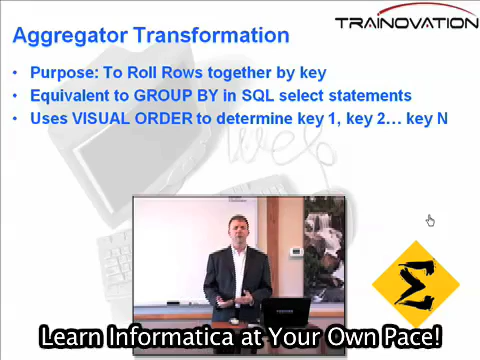 TRAINOVATION
Aggregator Transformation
• Purpose: To Roll Rows together by key
• Equivalent to GROUP BY in SQL select statements
• Uses VISUAL ORDER to determine key 1, key 2... key N
web
Σ
Learn Informatica at Your Own Pace!